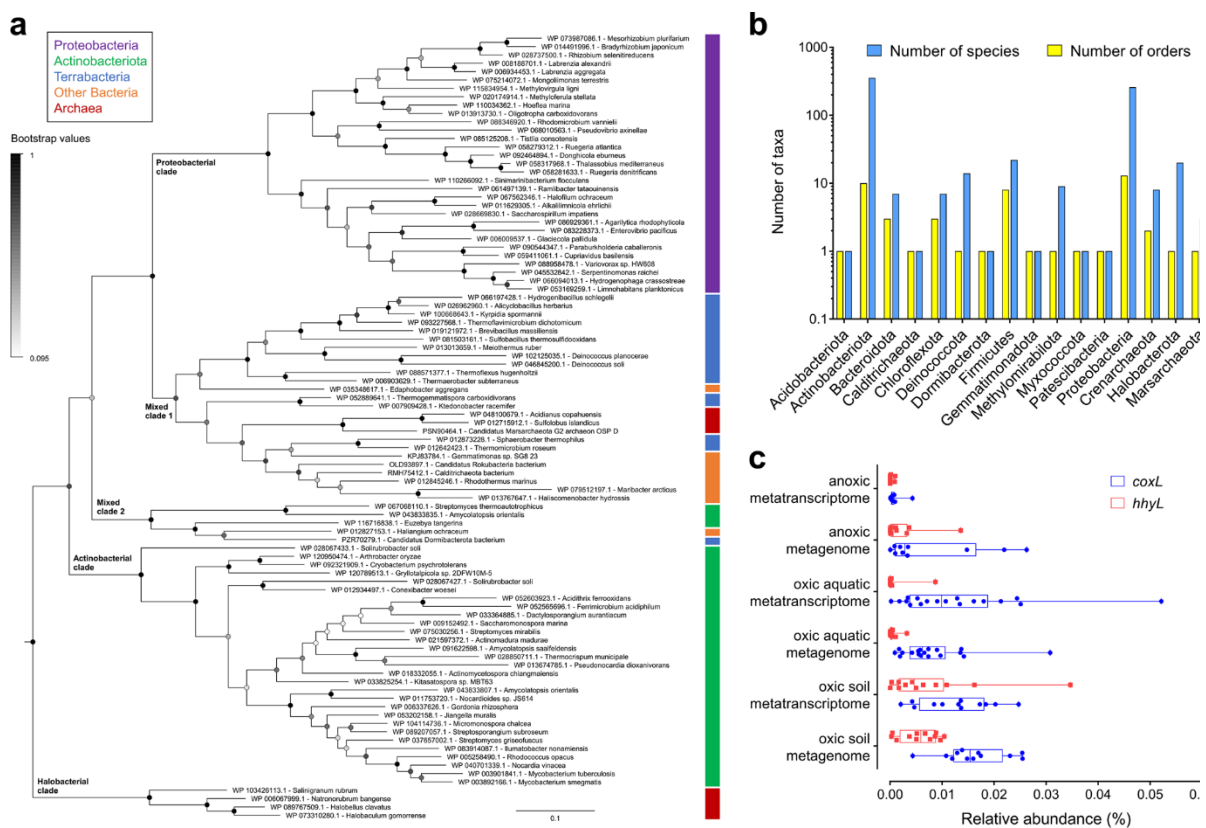 a
Proteobacteria
Actinobacteriota
Terrabacteria
Other Bacteria
Archaea
Bootstrap values
1
0.095
Proteobacterial
clade
Mixed
clade 1
Mixed
clade 2
Actinobacterial
clade
Halobacterial
clade
WP 073987086.1 - Mesorhizobium plurifarium
WP 014491996.1 - Bradyrhizobium japonicum
WP 028737500.1 - Rhizobium selenitireducens
WP 008188701.1 - Labrenzia alexandrii
WP 006934453.1 - Labrenzia aggregata
WP 075214072.1 - Mongoliimonas terrestris
WP 115834954.1 - Methylovirgula ligni
WP 020174914.1 - Methyloferula stellata
WP 110034362.1 - Hoeflea marina
WP 013913730.1 - Oligotropha carboxidovorans
WP 088346920.1 - Rhodomicrobium vannielii
WP 068010563.1 - Pseudovibrio axinellae
WP 085125208.1 - Tistlia consotensis
WP 058279312.1 - Ruegeria atlantica
WP 092464894.1 - Donghicola eburneus
WP 058317968.1 - Thalassobius mediterraneus
WP 058281633.1 - Ruegeria denitrificans
WP 110266092.1 - Sinimarinibacterium flocculans
WP 061497139.1 - Ramlibacter tataouinensis
WP 067562346.1 - Halofilum ochraceum
WP 011629305.1 - Alkalilimnicola ehrlichii
WP 028669830.1 - Saccharospirillum impatiens
WP 086929361.1 - Agarilytica rhodophyticola
WP 083228373.1 - Enterovibrio pacificus
WP 006009537.1 - Glaciecola pallidula
WP 090544347.1 - Paraburkholderia caballeronis
WP 059411061.1 - Cupriavidus basilensis
WP 088958478.1 - Variovorax sp. HW608
WP 045532842.1 - Serpentinomonas raichei
WP 066094013.1 - Hydrogenophaga crassostreae
WP 053169259.1 - Limnohabitans planktonicus
WP 066197428.1 - Hydrogenibacillus schlegelii
WP 026962960.1 - Alicyclobacillus herbarius
WP 100668643.1 - Kyrpidia spormannii
WP 093227568.1 - Thermoflavimicrobium dichotomicum
WP 019121972.1 - Brevibacillus massiliensis
WP 081503161.1 - Sulfobacillus thermosulfidooxidans
WP 013013659.1 - Meiothermus ruber
WP 102125035.1 - Deinococcus planocerae
WP 046845200.1 - Deinococcus soli
WP 088571377.1 - Thermoflexus hugenholtzii
WP 006903629.1 - Thermaerobacter subterraneus
WP 035348617.1 - Edaphobacter aggregans
WP 052889641.1 - Thermogemmatispora carboxidivorans
WP 007909428.1 - Ktedonobacter racemifer
WP 048100679.1 - Acidianus copahuensis
WP 012715912.1 - Sulfolobus islandicus
PSN90464.1 - Candidatus Marsarchaeota G2 archaeon OSP D
WP 012873228.1 - Sphaerobacter thermophilus
WP 012642423.1 - Thermomicrobium roseum
KPJ83784.1 - Gemmatimonas sp. SG8 23
OLD93897.1 - Candidatus Rokubacteria bacterium
RMH75412.1 - Calditrichaeota bacterium
WP 012845246.1 - Rhodothermus marinus
WP 079512197.1 - Maribacter arcticus
WP 013767647.1 - Haliscomenobacter hydrossis
WP 067068110.1 - Streptomyces thermoautotrophicus
WP 043833835.1 - Amycolatopsis orientalis
WP 116716838.1 - Euzebya tangerina
WP 012827153.1 - Haliangium ochraceum
PZR70279.1 - Candidatus Dormibacterota bacterium
WP 028067433.1 - Solirubrobacter soli
WP 120950474.1 - Arthrobacter oryzae
WP 092321909.1 - Cryobacterium psychrotolerans
WP 120789513.1 - Gryllotalpicola sp. 2DFW10M-5
WP 028067427.1 - Solirubrobacter soli
WP 012934497.1 - Conexibacter woesei
WP 052603923.1 - Acidithrix ferrooxidans
WP 052565696.1 - Ferrimicrobium acidiphilum
WP 033364885.1 - Dactylosporangium aurantiacum
WP 009152492.1 - Saccharomonospora marina
WP 075030256.1 - Streptomyces mirabilis
WP 021597372.1 - Actinomadura madurae
WP 091622598.1 - Amycolatopsis saalfeldensis
WP 028850711.1 - Thermocrispum municipale
WP 013674785.1 - Pseudonocardia dioxanivorans
WP 018332055.1 - Actinomycetospora chiangmaiensis
WP 033825254.1 - Kitasatospora sp. MBT63
WP 043833807.1 - Amycolatopsis orientalis
WP 011753720.1 - Nocardioides sp. JS614
WP 006337626.1 - Gordonia rhizosphera
WP 053202158.1 - Jiangella muralis
WP 104114736.1 - Micromonospora chalcea
WP 089207057.1 - Streptosporangium subroseum
WP 037657002.1 - Streptomyces griseofuscus
WP 083914087.1 - Ilumatobacter nonamiensis
WP 005258490.1 - Rhodococcus opacus
WP 040701339.1 - Nocardia vinacea
WP 003901841.1 - Mycobacterium tuberculosis
WP 003892166.1 - Mycobacterium smegmatis
WP 103426113.1 - Salinigranum rubrum
WP 006067999.1 - Natronorubrum bangense
WP 089767509.1 - Halobellus clavatus
WP 073310280.1 - Halobaculum gomorrense
0.1
b
Number of species
Number of orders
Number of taxa
1000
100
10
1
0.1
Acidobacteriota
Actinobacteriota
Bacteroidota
Calditrichaeota
Chloroflexota
Deinococcota
Dormibacterota
Firmicutes
Gemmatimonadota
Methylomirabilota
Myxococcota
Patescibacteria
Proteobacteria
Crenarchaeota
Halobacterota
Marsarchaeota
c
coxL
hhyL
anoxic
metatranscriptome
anoxic
metagenome
oxic aquatic
metatranscriptome
oxic aquatic
metagenome
oxic soil
metatranscriptome
oxic soil
metagenome
0.00
0.01
0.02
0.03
0.04
0.05
Relative abundance (%)